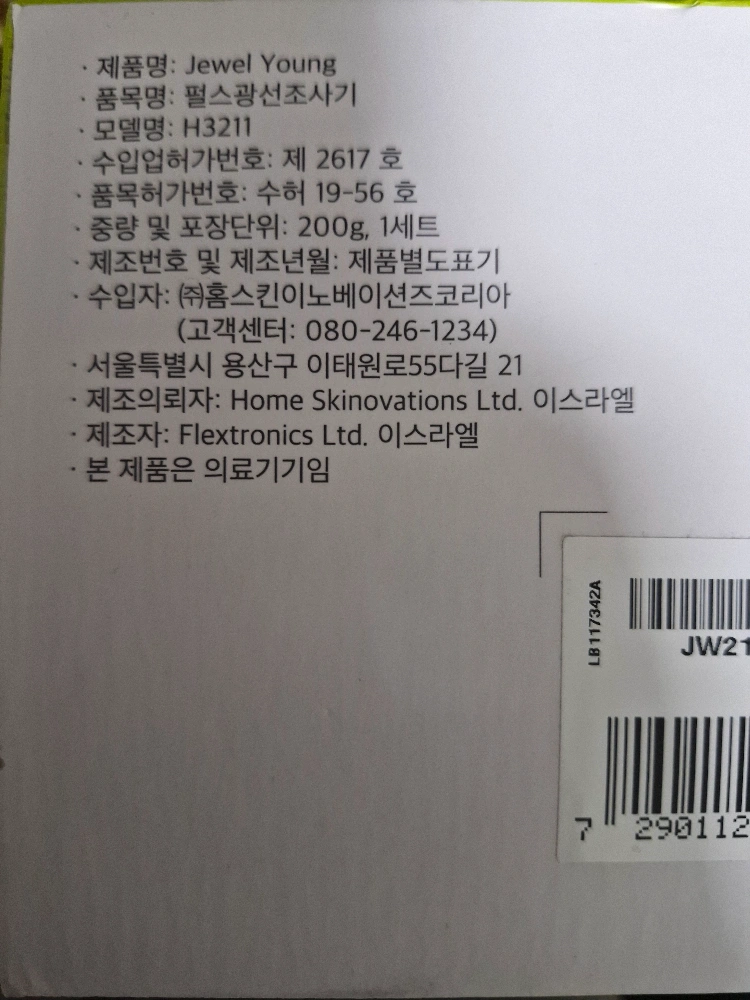 · 제품명: Jewel Young
· 품목명: 펄스광선조사기
· 모델명: H3211
· 수입업허가번호: 제 2617 호
· 품목허가번호: 수허 19-56 호
· 중량 및 포장단위: 200g, 1세트
· 제조번호 및 제조년월: 제품별도표기
· 수입자: ㈜홈스킨이노베이션즈코리아
(고객센터: 080-246-1234)
· 서울특별시 용산구 이태원로55다길 21
· 제조의뢰자: Home Skinovations Ltd. 이스라엘
· 제조자: Flextronics Ltd. 이스라엘
· 본 제품은 의료기기임
LB117342A
JW21
7 290112